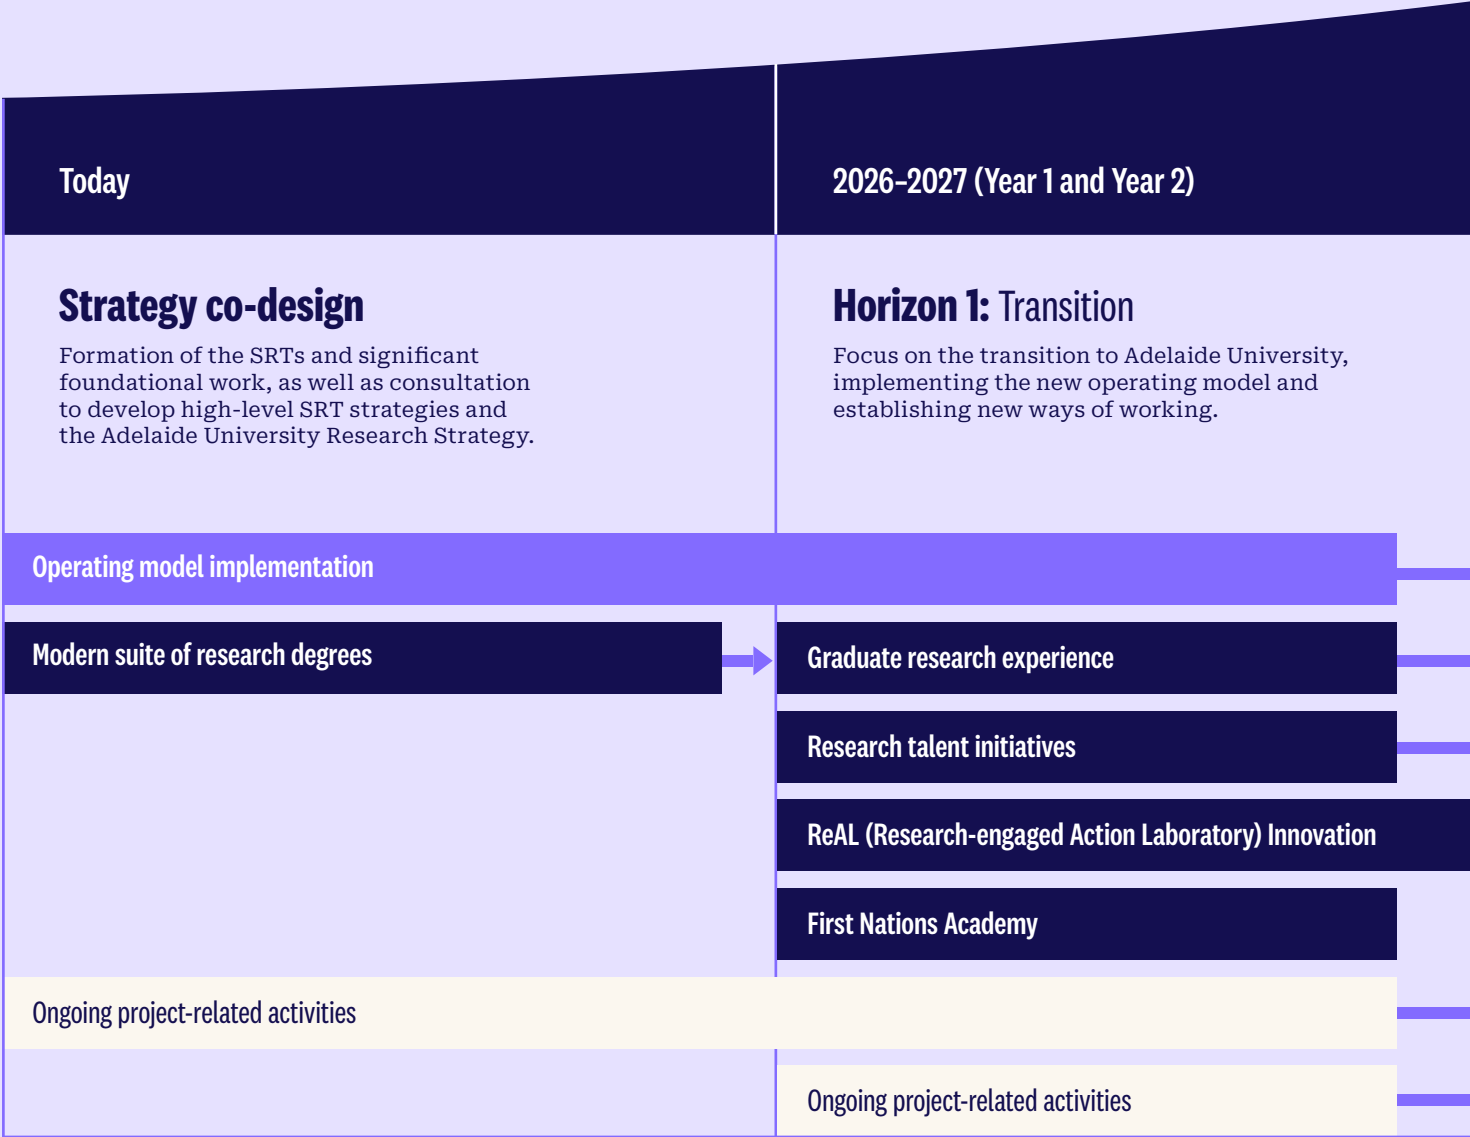 Today
2026–2027 (Year 1 and Year 2)
Strategy co-design
Formation of the SRTs and significant
foundational work, as well as consultation
to develop high-level SRT strategies and
the Adelaide University Research Strategy.
Horizon 1: Transition
Focus on the transition to Adelaide University,
implementing the new operating model and
establishing new ways of working.
Operating model implementation
Modern suite of research degrees
Graduate research experience
Research talent initiatives
ReAL (Research-engaged Action Laboratory) Innovation
First Nations Academy
Ongoing project-related activities
Ongoing project-related activities